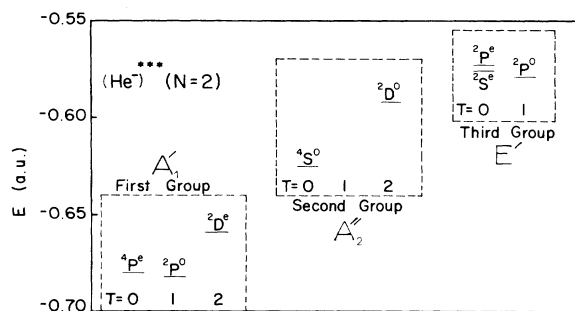 -0.55
-0.60
-0.65
-0.70
E (a.u.)
(He⁻)*** (N=2)
A₁′
First Group
⁴Pᵉ ²Pᴼ ²Dᵉ
T= 0 1 2
⁴Sᴼ ²Dᴼ
T= 0 1 2
Second Group
A₂″
²Pᵉ
²Sᵉ ²Pᴼ
T= 0 1
Third Group
E′